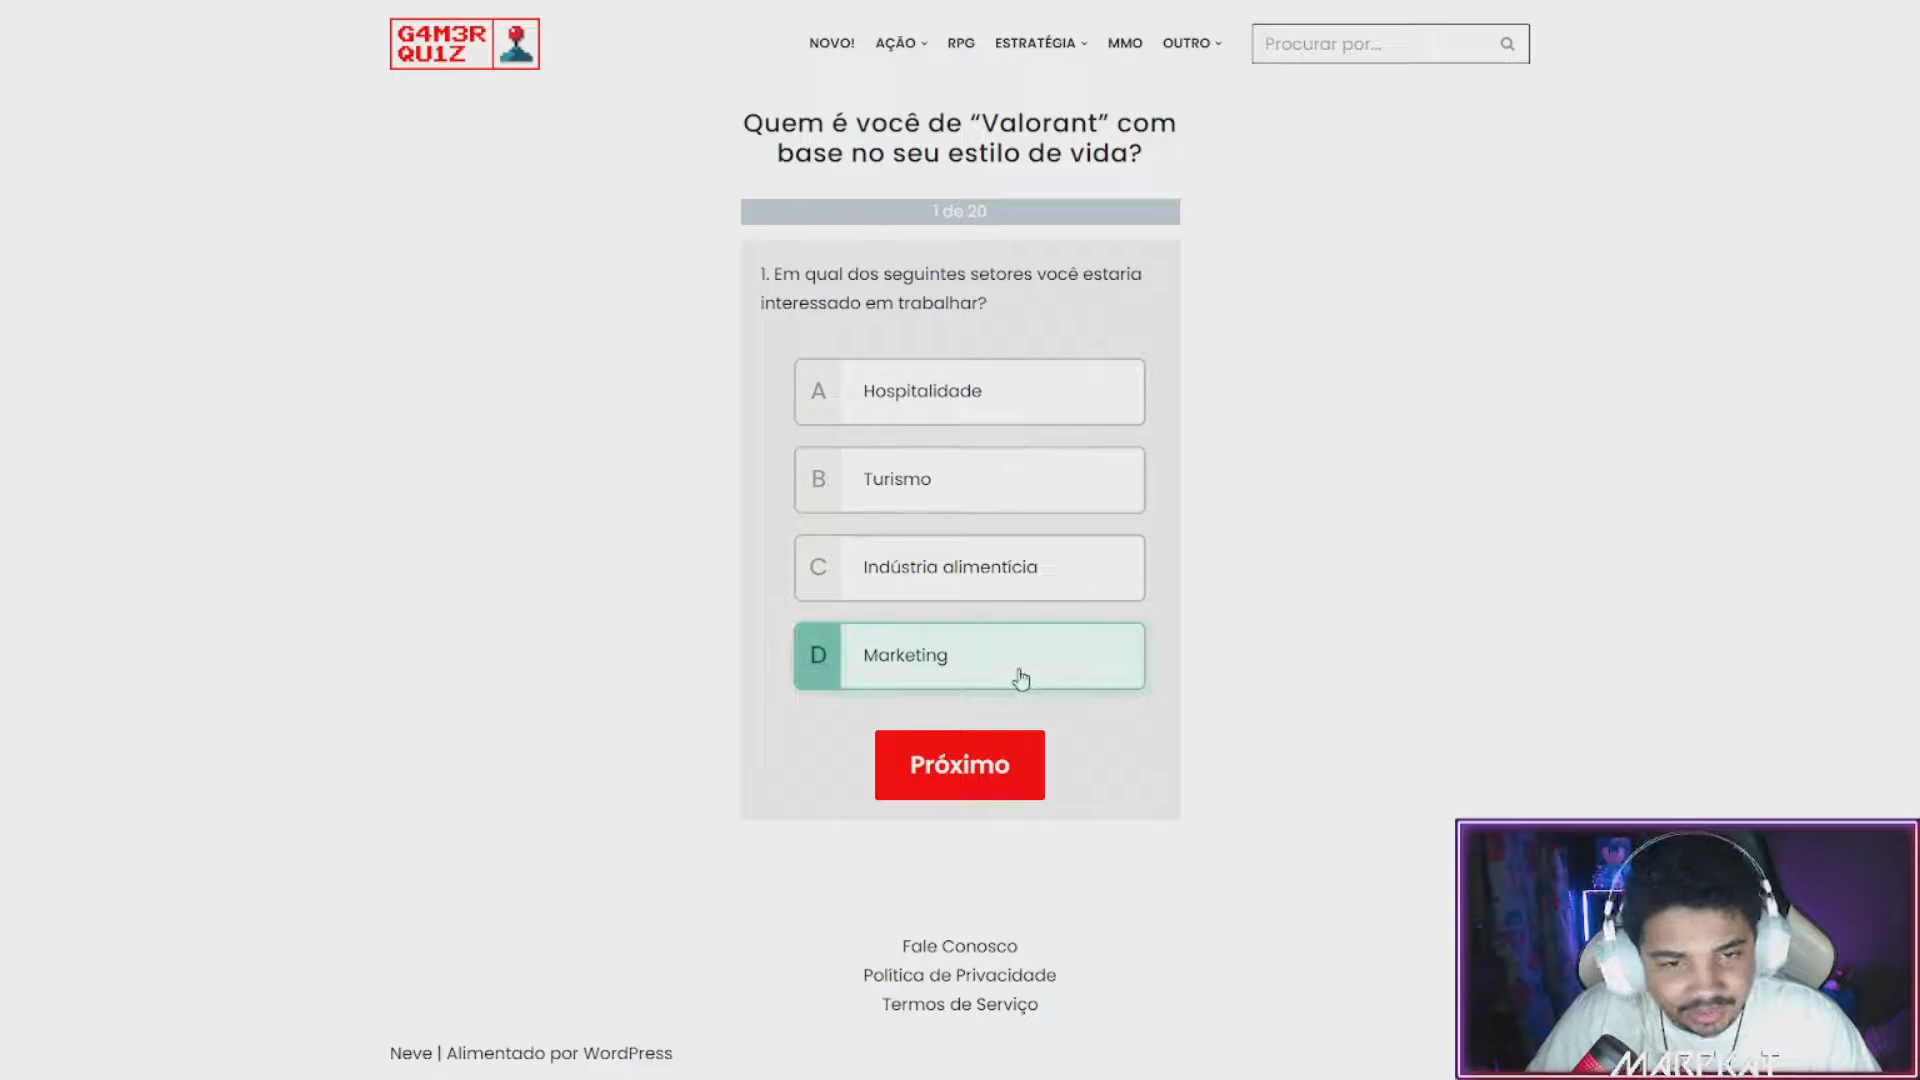 G4M3R
QU1Z
NOVO! AÇÃO RPG ESTRATÉGIA MMO OUTRO
Procurar por...
Quem é você de “Valorant” com
base no seu estilo de vida?
1 de 20
1. Em qual dos seguintes setores você estaria
interessado em trabalhar?
A Hospitalidade
B Turismo
C Indústria alimentícia
D Marketing
Próximo
Fale Conosco
Política de Privacidade
Termos de Serviço
Neve | Alimentado por WordPress